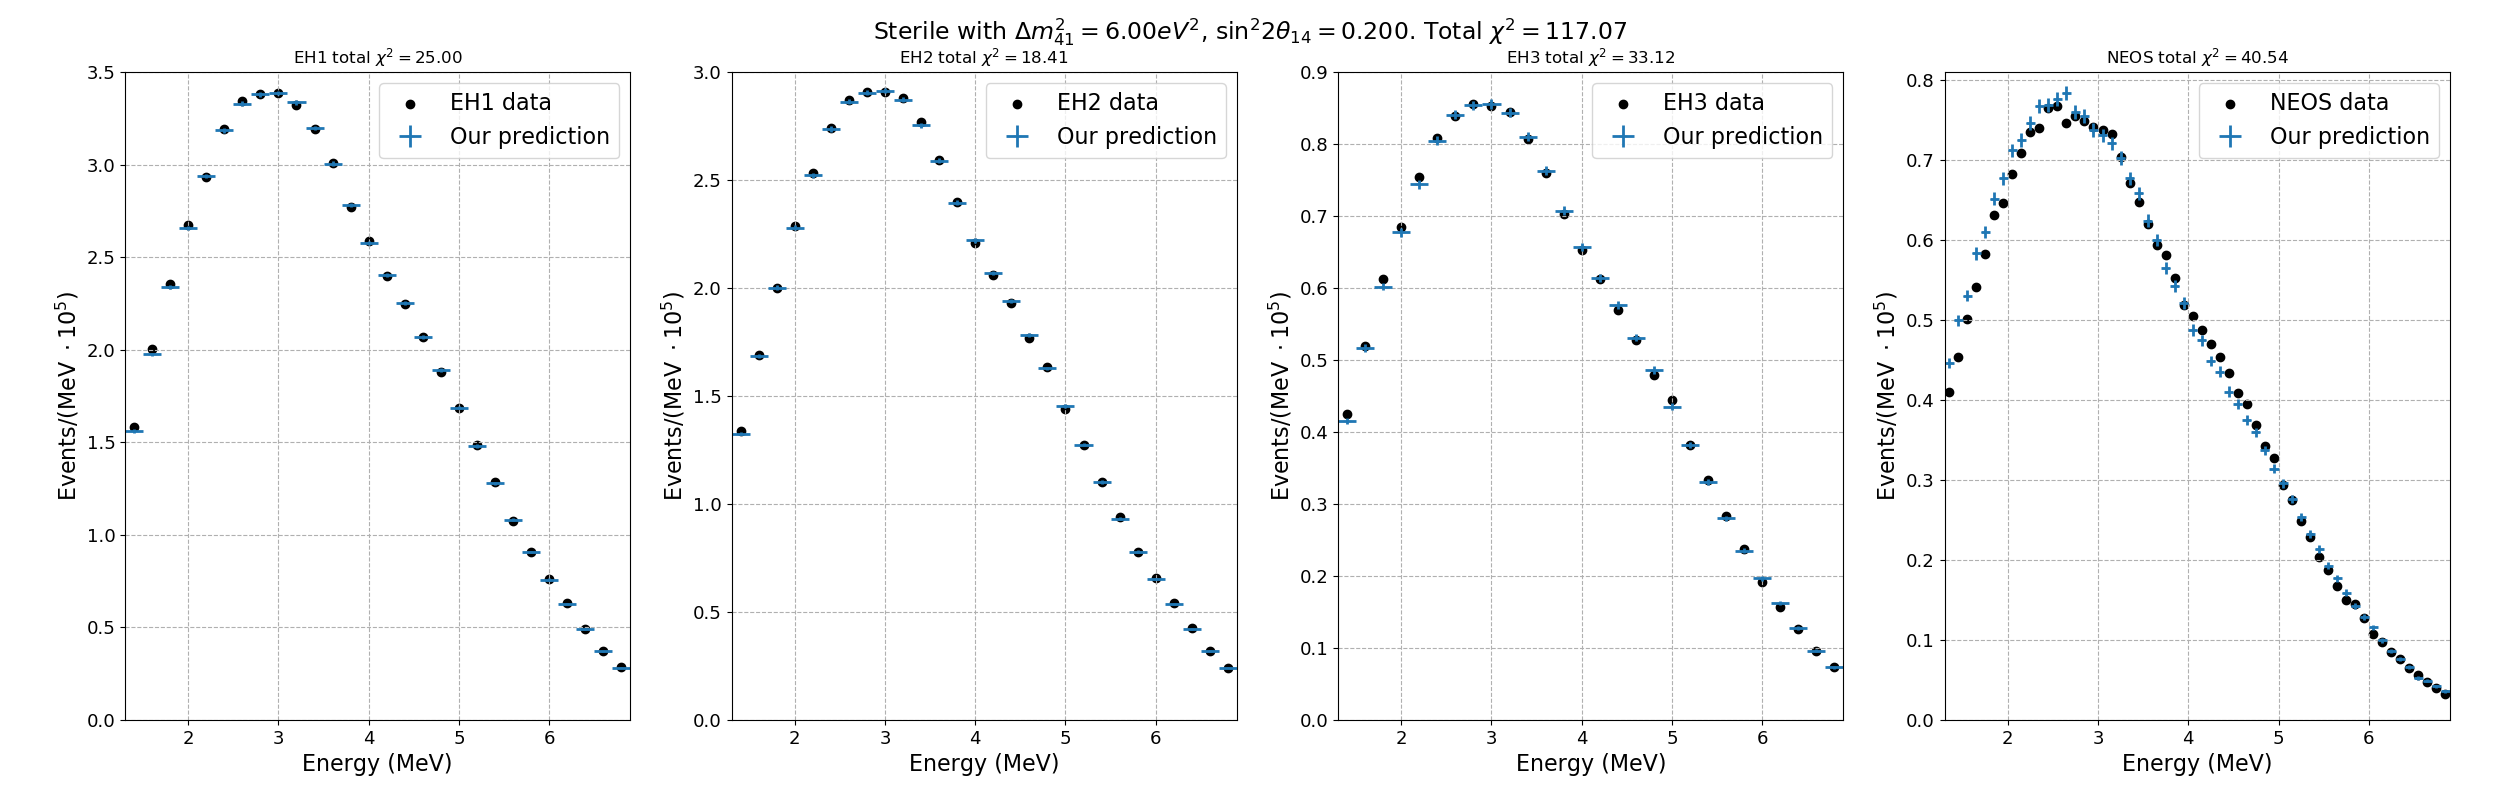 Sterile with Δm²₄₁ = 6.00eV², sin²2θ₁₄ = 0.200. Total χ² = 117.07
EH1 total χ² = 25.00
3.5
3.0
2.5
2.0
1.5
1.0
0.5
0.0
Events/(MeV · 10⁵)
EH1 data
Our prediction
2 3 4 5 6
Energy (MeV)
EH2 total χ² = 18.41
3.0
2.5
2.0
1.5
1.0
0.5
0.0
Events/(MeV · 10⁵)
EH2 data
Our prediction
2 3 4 5 6
Energy (MeV)
EH3 total χ² = 33.12
0.9
0.8
0.7
0.6
0.5
0.4
0.3
0.2
0.1
0.0
Events/(MeV · 10⁵)
EH3 data
Our prediction
2 3 4 5 6
Energy (MeV)
NEOS total χ² = 40.54
0.8
0.7
0.6
0.5
0.4
0.3
0.2
0.1
0.0
Events/(MeV · 10⁵)
NEOS data
Our prediction
2 3 4 5 6
Energy (MeV)